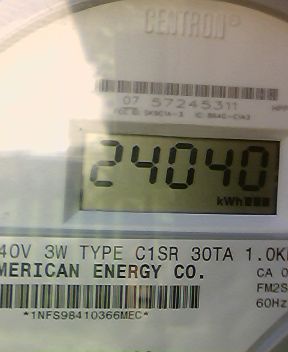 CENTRON®
07 57245311
24040
kWh
40V 3W TYPE C1SR 30TA 1.0K
MERICAN ENERGY CO. CA 0
FM2S
60Hz
*1NFS98410366MEC*